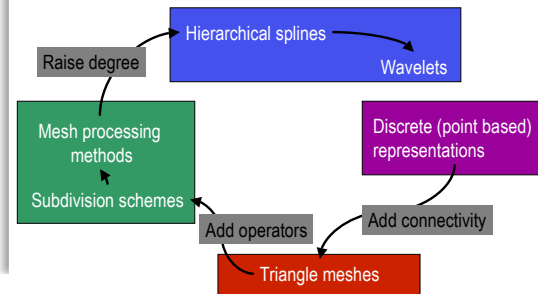 Hierarchical splines
Raise degree
Wavelets
Mesh processing
methods
Discrete (point based)
representations
Subdivision schemes
Add operators
Add connectivity
Triangle meshes